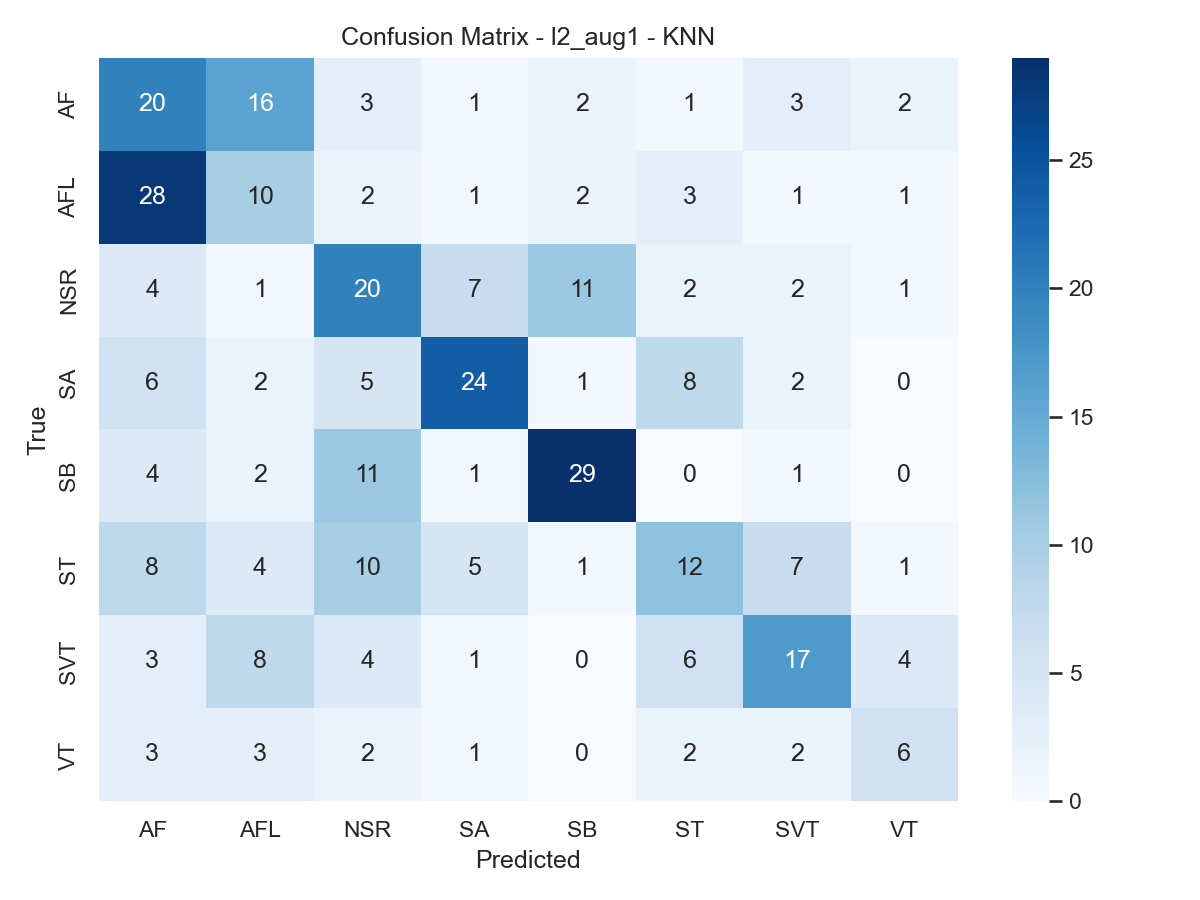 Confusion Matrix - l2_aug1 - KNN
AF 20 16 3 1 2 1 3 2
AFL 28 10 2 1 2 3 1 1
NSR 4 1 20 7 11 2 2 1
SA 6 2 5 24 1 8 2 0
SB 4 2 11 1 29 0 1 0
ST 8 4 10 5 1 12 7 1
SVT 3 8 4 1 0 6 17 4
VT 3 3 2 1 0 2 2 6
True
AF AFL NSR SA SB ST SVT VT
Predicted
25
20
15
10
5
0